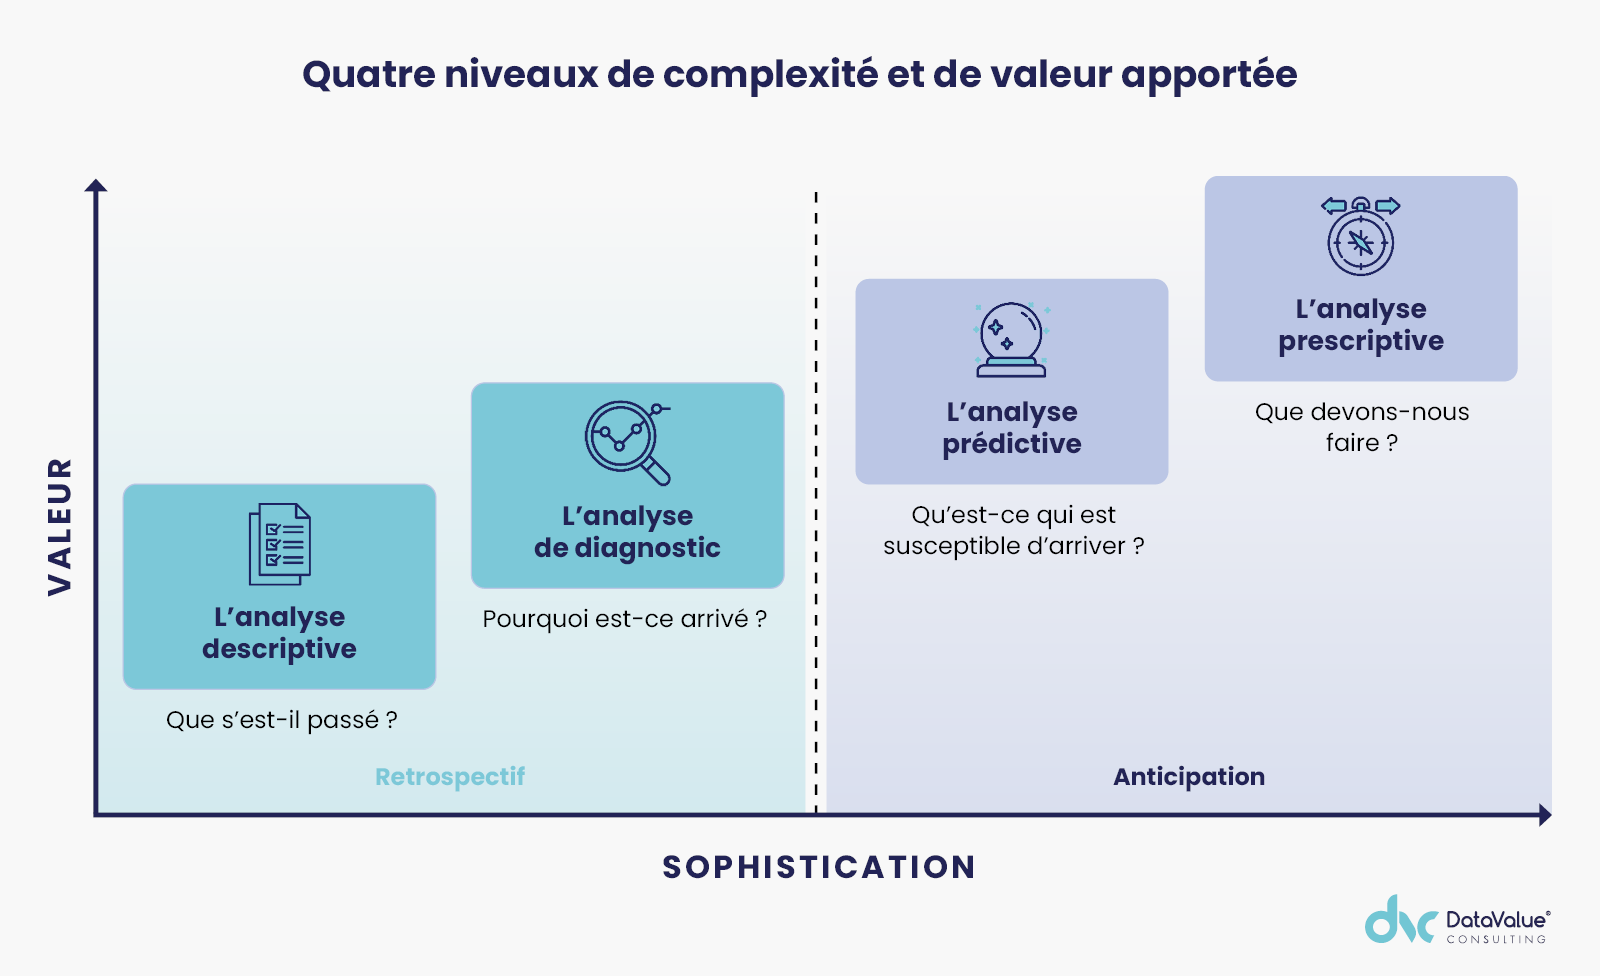 Quatre niveaux de complexité et de valeur apportée
VALEUR
L’analyse
descriptive
Que s’est-il passé ?
L’analyse
de diagnostic
Pourquoi est-ce arrivé ?
Retrospectif
L’analyse
prédictive
Qu’est-ce qui est
susceptible d’arriver ?
L’analyse
prescriptive
Que devons-nous
faire ?
Anticipation
SOPHISTICATION
dvc
DataValue®
CONSULTING